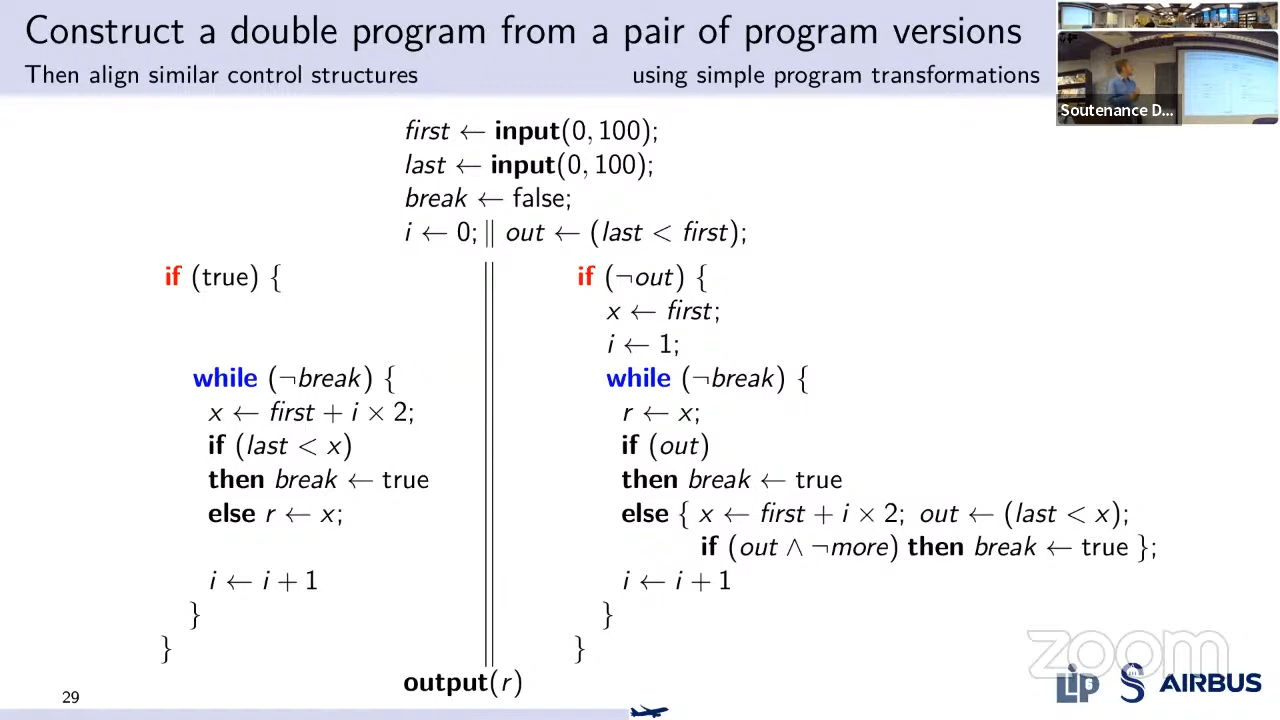 Construct a double program from a pair of program versions
Then align similar control structures using simple program transformations
Soutenance D...
first ← input(0, 100);
last ← input(0, 100);
break ← false;
i ← 0; ∥ out ← (last < first);
if (true) {
while (¬break) {
x ← first + i × 2;
if (last < x)
then break ← true
else r ← x;
i ← i + 1
}
}
if (¬out) {
x ← first;
i ← 1;
while (¬break) {
r ← x;
if (out)
then break ← true
else { x ← first + i × 2; out ← (last < x);
if (out ∧ ¬more) then break ← true };
i ← i + 1
}
}
output(r)
29
zoom
LIP6
S
AIRBUS